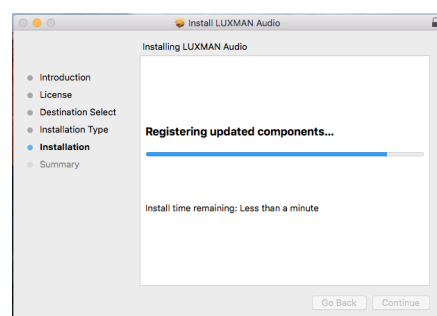 Install LUXMAN Audio
Installing LUXMAN Audio
Introduction
License
Destination Select
Installation Type
Installation
Summary
Registering updated components...
Install time remaining: Less than a minute
Go Back
Continue